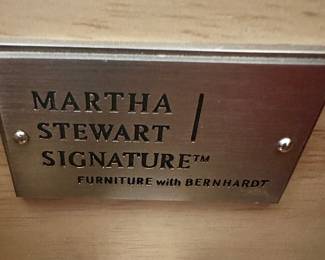 MARTHA
STEWART
SIGNATURE™
FURNITURE with BERNHARDT